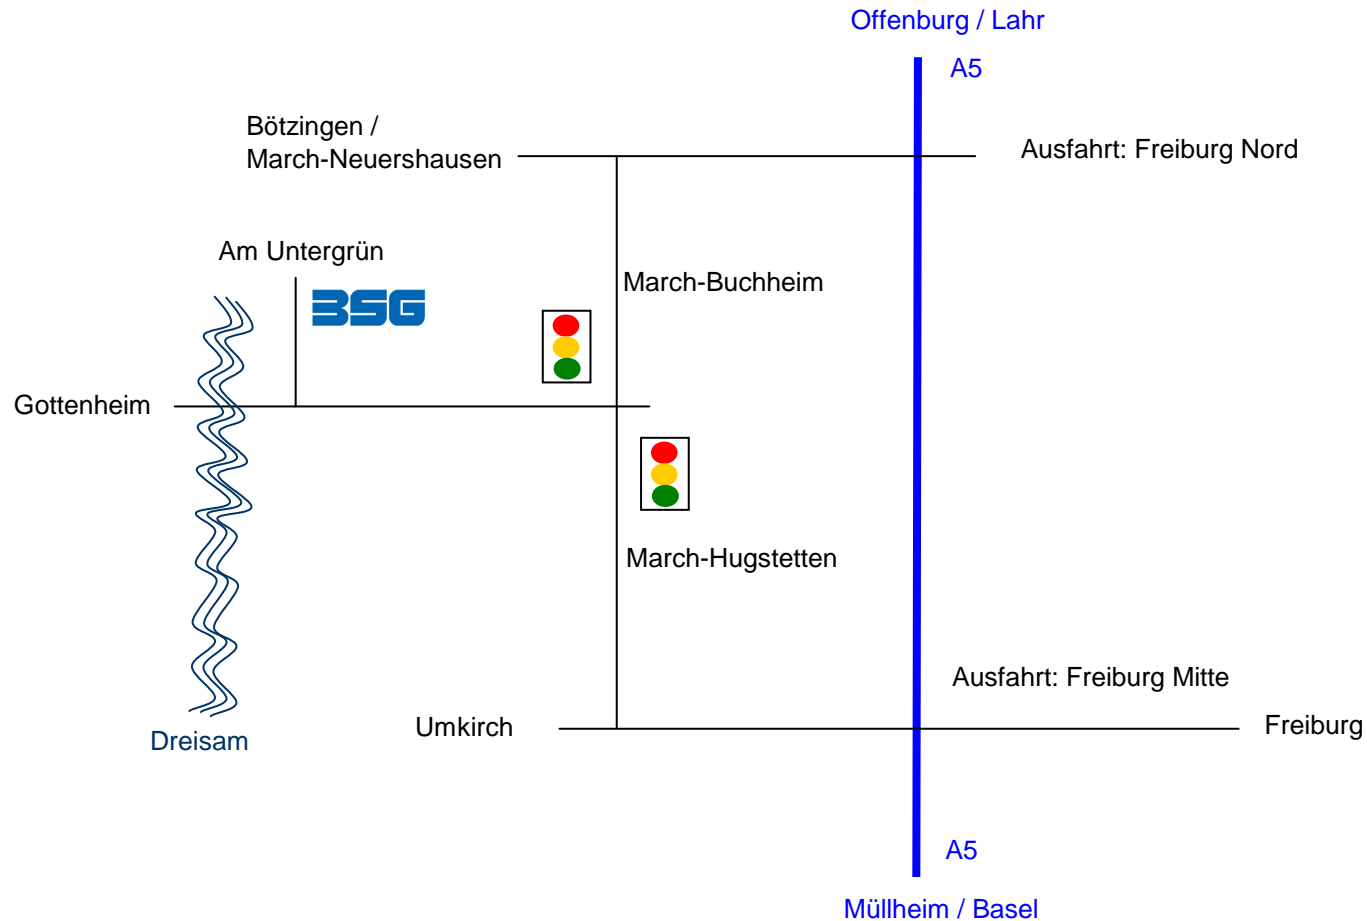 Offenburg / Lahr
A5
Bötzingen /
March-Neuershausen
Ausfahrt: Freiburg Nord
Am Untergrün
BSG
March-Buchheim
Gottenheim
March-Hugstetten
Ausfahrt: Freiburg Mitte
Umkirch
Freiburg
Dreisam
A5
Müllheim / Basel